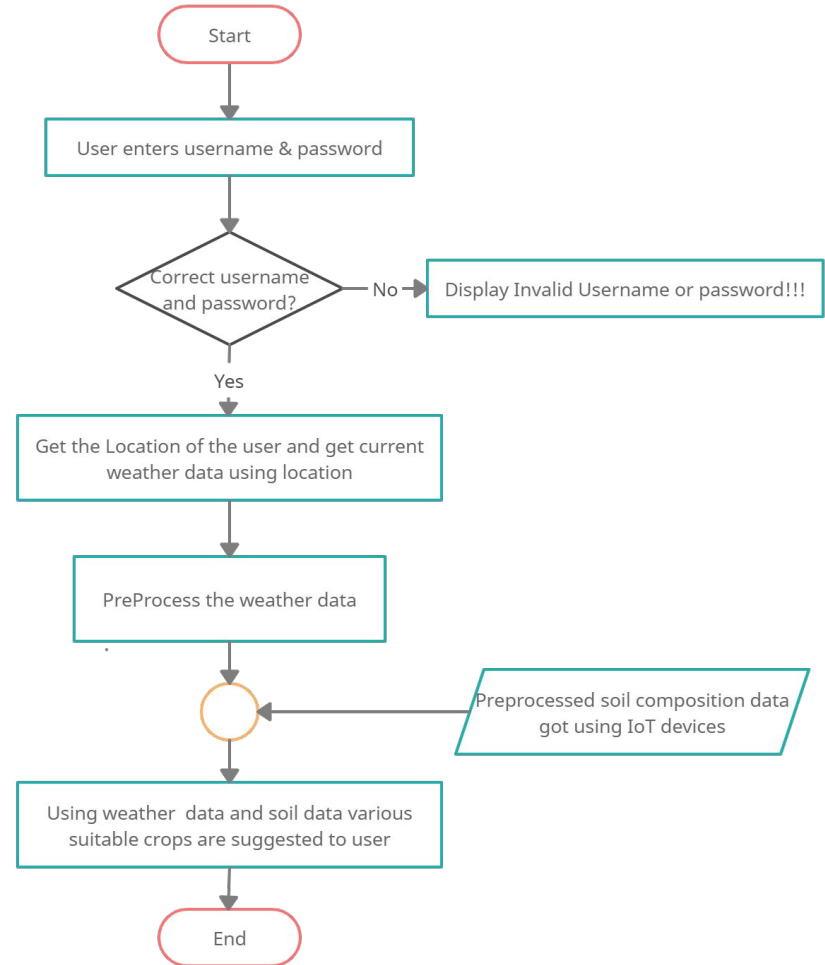 Start
User enters username & password
Correct username
and password?
No
Display Invalid Username or password!!!
Yes
Get the Location of the user and get current
weather data using location
PreProcess the weather data
Preprocessed soil composition data
got using IoT devices
Using weather data and soil data various
suitable crops are suggested to user
End